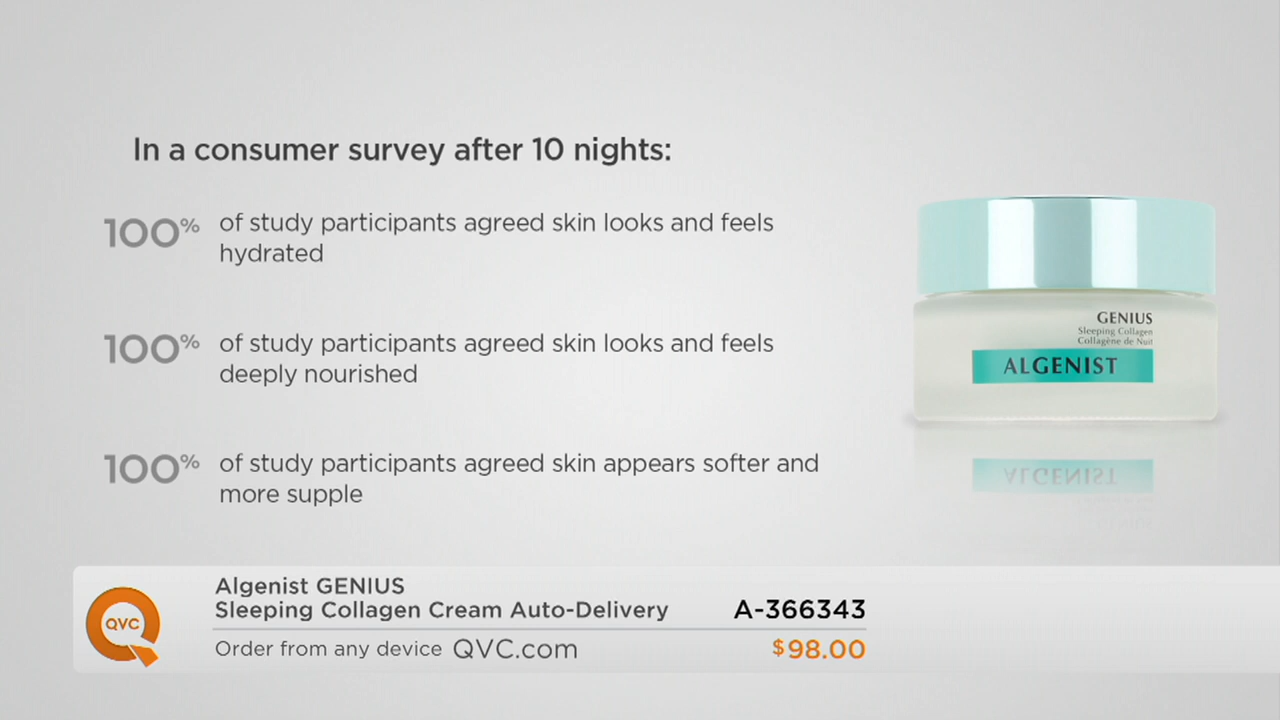 In a consumer survey after 10 nights:
100% of study participants agreed skin looks and feels
hydrated
100% of study participants agreed skin looks and feels
deeply nourished
100% of study participants agreed skin appears softer and
more supple
GENIUS
Sleeping Collagen
Collagène de Nuit
ALGENIST
QVC
Algenist GENIUS
Sleeping Collagen Cream Auto-Delivery A-366343
Order from any device QVC.com $98.00